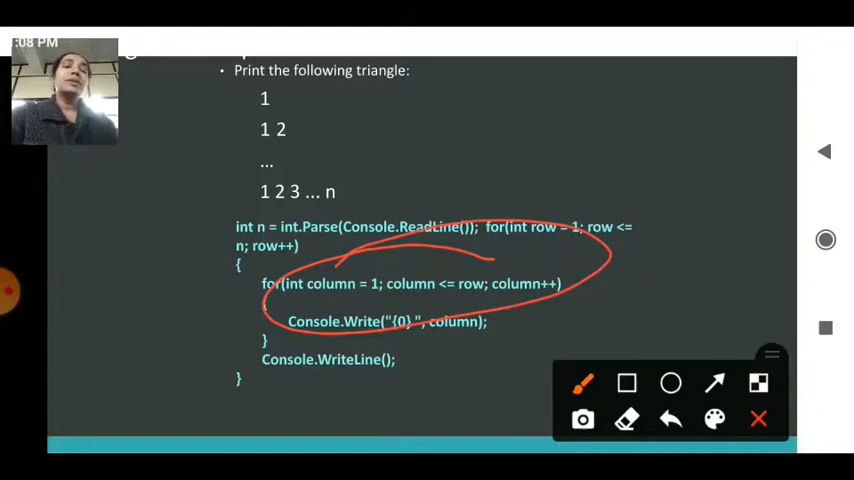 :08 PM
• Print the following triangle:
1
1 2
...
1 2 3 ... n
int n = int.Parse(Console.ReadLine()); for(int row = 1; row <=
n; row++)
{
for(int column = 1; column <= row; column++)
{
Console.Write("{0} ", column);
}
Console.WriteLine();
}